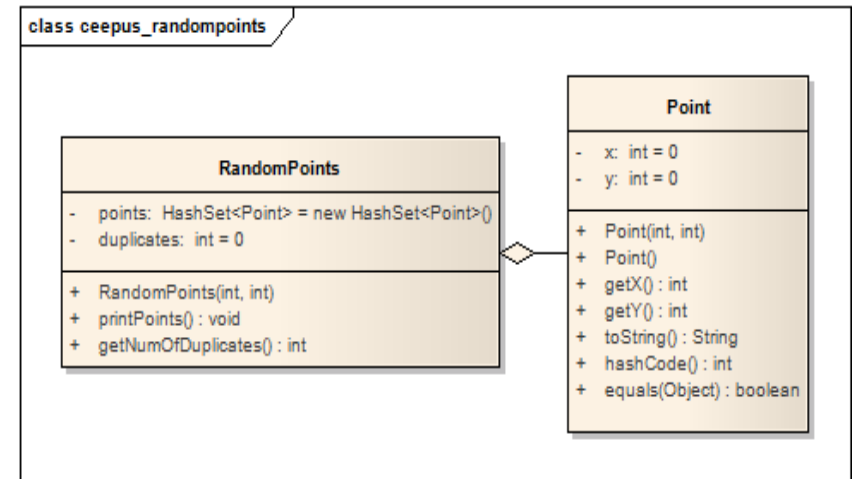 class ceepus_randompoints
RandomPoints
- points: HashSet<Point> = new HashSet<Point>()
- duplicates: int = 0
+ RandomPoints(int, int)
+ printPoints() : void
+ getNumOfDuplicates() : int
Point
- x: int = 0
- y: int = 0
+ Point(int, int)
+ Point()
+ getX() : int
+ getY() : int
+ toString() : String
+ hashCode() : int
+ equals(Object) : boolean